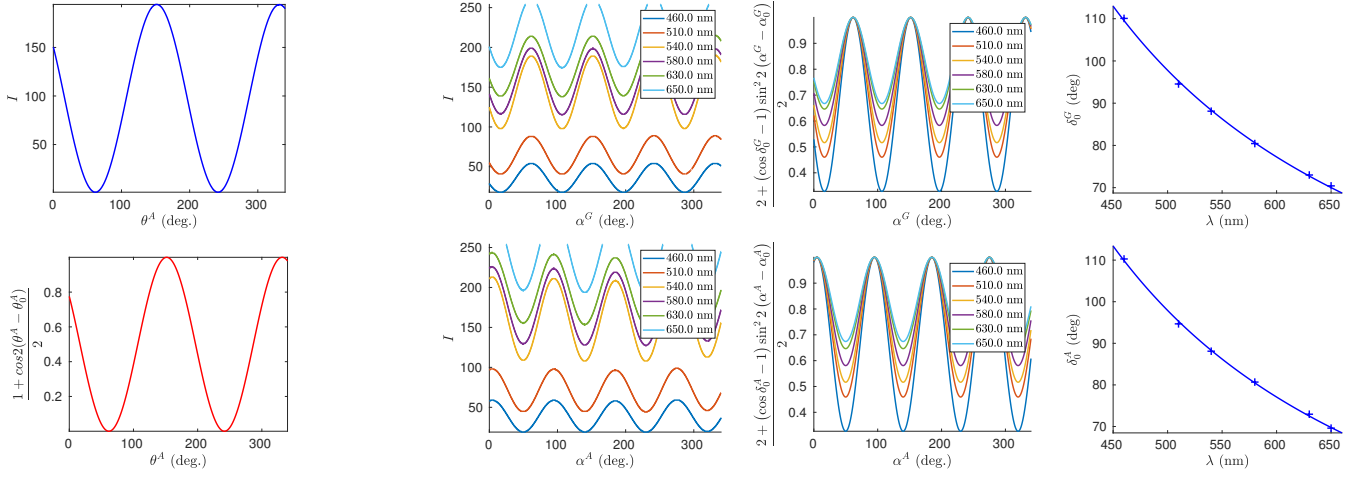 150
100
50
I
0 100 200 300
θ^A (deg.)
250
200
150
100
50
I
0 100 200 300
α^G (deg.)
460.0 nm
510.0 nm
540.0 nm
580.0 nm
630.0 nm
650.0 nm
2 + (cos δ_0^G − 1) sin^2 2 (α^G − α_0^G)
2
0.9
0.8
0.7
0.6
0.5
0.4
0 100 200 300
α^G (deg.)
460.0 nm
510.0 nm
540.0 nm
580.0 nm
630.0 nm
650.0 nm
110
100
90
80
70
δ_0^G (deg)
450 500 550 600 650
λ (nm)
1 + cos2(θ^A − θ_0^A)
2
0.8
0.6
0.4
0.2
0 100 200 300
θ^A (deg.)
250
200
150
100
50
I
0 100 200 300
α^A (deg.)
460.0 nm
510.0 nm
540.0 nm
580.0 nm
630.0 nm
650.0 nm
2 + (cos δ_0^A − 1) sin^2 2 (α^A − α_0^A)
2
0.9
0.8
0.7
0.6
0.5
0.4
0 100 200 300
α^A (deg.)
460.0 nm
510.0 nm
540.0 nm
580.0 nm
630.0 nm
650.0 nm
110
100
90
80
70
δ_0^A (deg)
450 500 550 600 650
λ (nm)